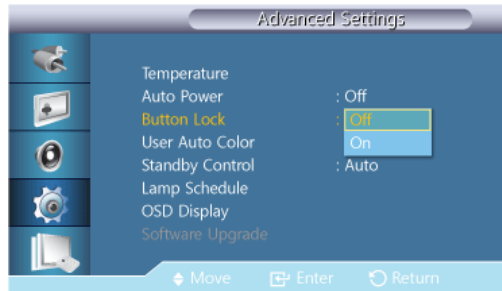 Advanced Settings
Temperature
Auto Power : Off
Button Lock : Off
On
User Auto Color
Standby Control : Auto
Lamp Schedule
OSD Display
Software Upgrade
Move Enter Return